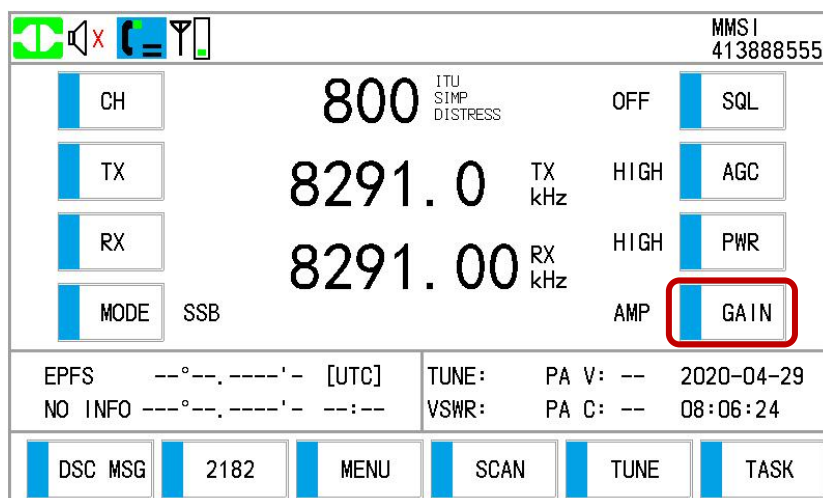 MMSI
413888555
CH 800 ITU SIMP DISTRESS OFF SQL
TX 8291.0 TX kHz HIGH AGC
RX 8291.00 RX kHz HIGH PWR
MODE SSB AMP GAIN
EPFS --°--.----'- [UTC] TUNE: PA V: -- 2020-04-29
NO INFO ---°--.----'- --:-- VSWR: PA C: -- 08:06:24
DSC MSG 2182 MENU SCAN TUNE TASK